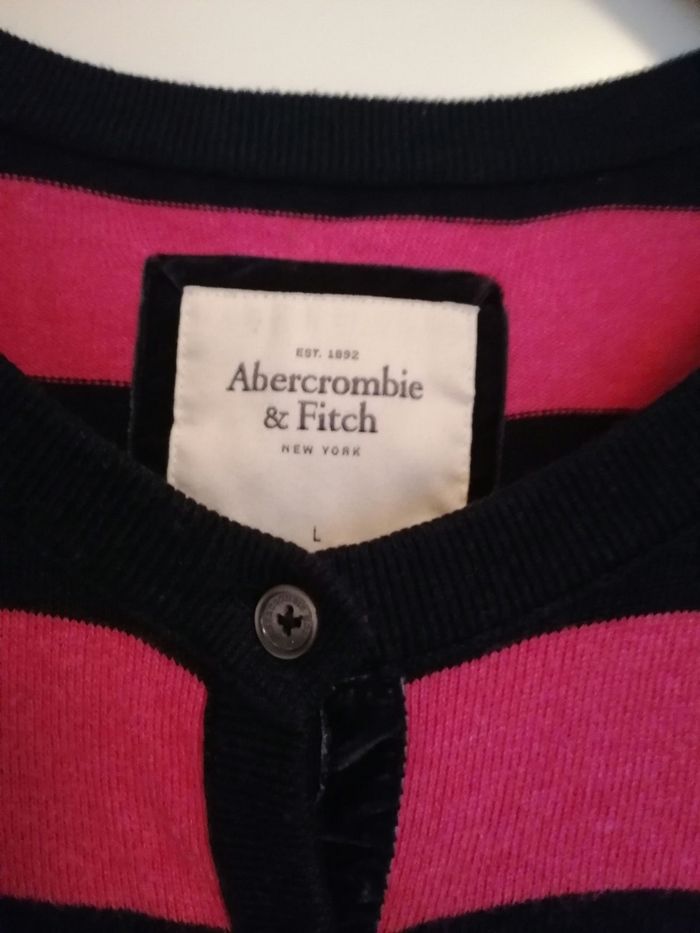 EST. 1892
Abercrombie
& Fitch
NEW YORK
L